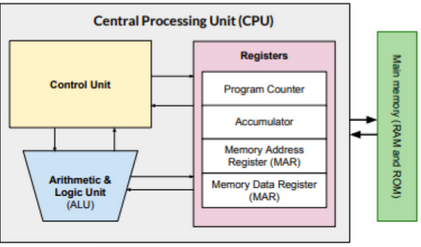 Central Processing Unit (CPU)
Control Unit
Arithmetic &
Logic Unit
(ALU)
Registers
Program Counter
Accumulator
Memory Address
Register (MAR)
Memory Data Register
(MAR)
Main memory (RAM and ROM)